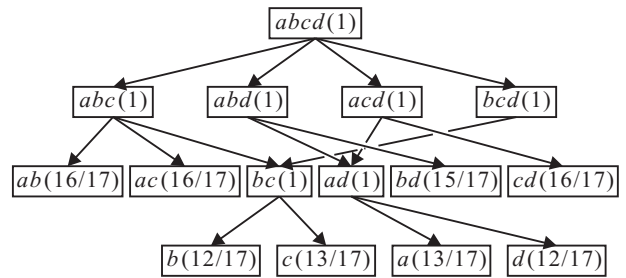 abcd(1)
abc(1) abd(1) acd(1) bcd(1)
ab(16/17) ac(16/17) bc(1) ad(1) bd(15/17) cd(16/17)
b(12/17) c(13/17) a(13/17) d(12/17)